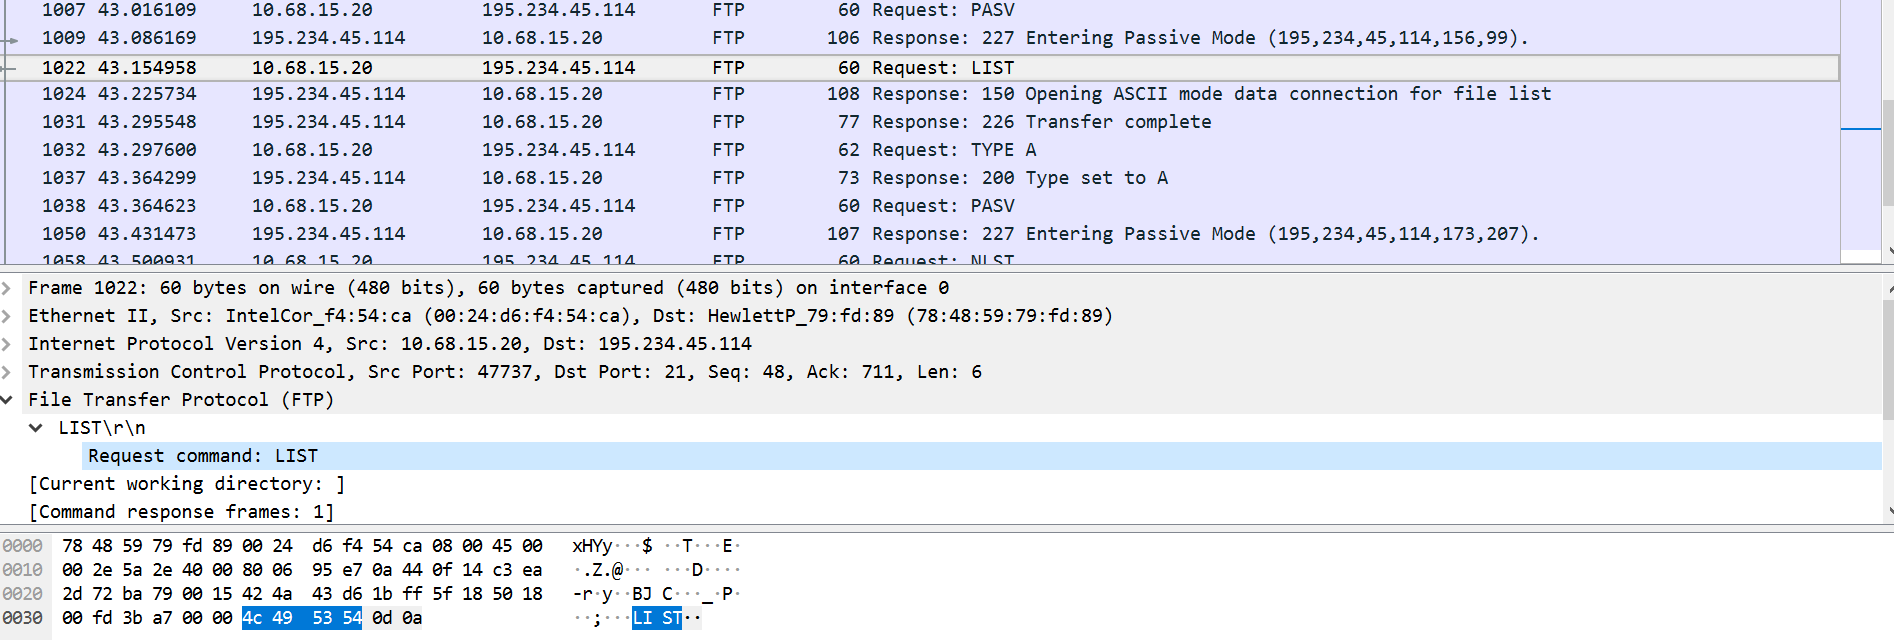 1007 43.016109 10.68.15.20 195.234.45.114 FTP 60 Request: PASV
1009 43.086169 195.234.45.114 10.68.15.20 FTP 106 Response: 227 Entering Passive Mode (195,234,45,114,156,99).
1022 43.154958 10.68.15.20 195.234.45.114 FTP 60 Request: LIST
1024 43.225734 195.234.45.114 10.68.15.20 FTP 108 Response: 150 Opening ASCII mode data connection for file list
1031 43.295548 195.234.45.114 10.68.15.20 FTP 77 Response: 226 Transfer complete
1032 43.297600 10.68.15.20 195.234.45.114 FTP 62 Request: TYPE A
1037 43.364299 195.234.45.114 10.68.15.20 FTP 73 Response: 200 Type set to A
1038 43.364623 10.68.15.20 195.234.45.114 FTP 60 Request: PASV
1050 43.431473 195.234.45.114 10.68.15.20 FTP 107 Response: 227 Entering Passive Mode (195,234,45,114,173,207).
1058 43.500931 10.68.15.20 195.234.45.114 FTP 60 Request: NLST
Frame 1022: 60 bytes on wire (480 bits), 60 bytes captured (480 bits) on interface 0
Ethernet II, Src: IntelCor_f4:54:ca (00:24:d6:f4:54:ca), Dst: HewlettP_79:fd:89 (78:48:59:79:fd:89)
Internet Protocol Version 4, Src: 10.68.15.20, Dst: 195.234.45.114
Transmission Control Protocol, Src Port: 47737, Dst Port: 21, Seq: 48, Ack: 711, Len: 6
File Transfer Protocol (FTP)
LIST\r\n
Request command: LIST
[Current working directory: ]
[Command response frames: 1]
0000 78 48 59 79 fd 89 00 24 d6 f4 54 ca 08 00 45 00 xHYy···$ ··T···E·
0010 00 2e 5a 2e 40 00 80 06 95 e7 0a 44 0f 14 c3 ea ·.Z.@··· ···D····
0020 2d 72 ba 79 00 15 42 4a 43 d6 1b ff 5f 18 50 18 -r·y··BJ C···_·P·
0030 00 fd 3b a7 00 00 4c 49 53 54 0d 0a ··;···LI ST··